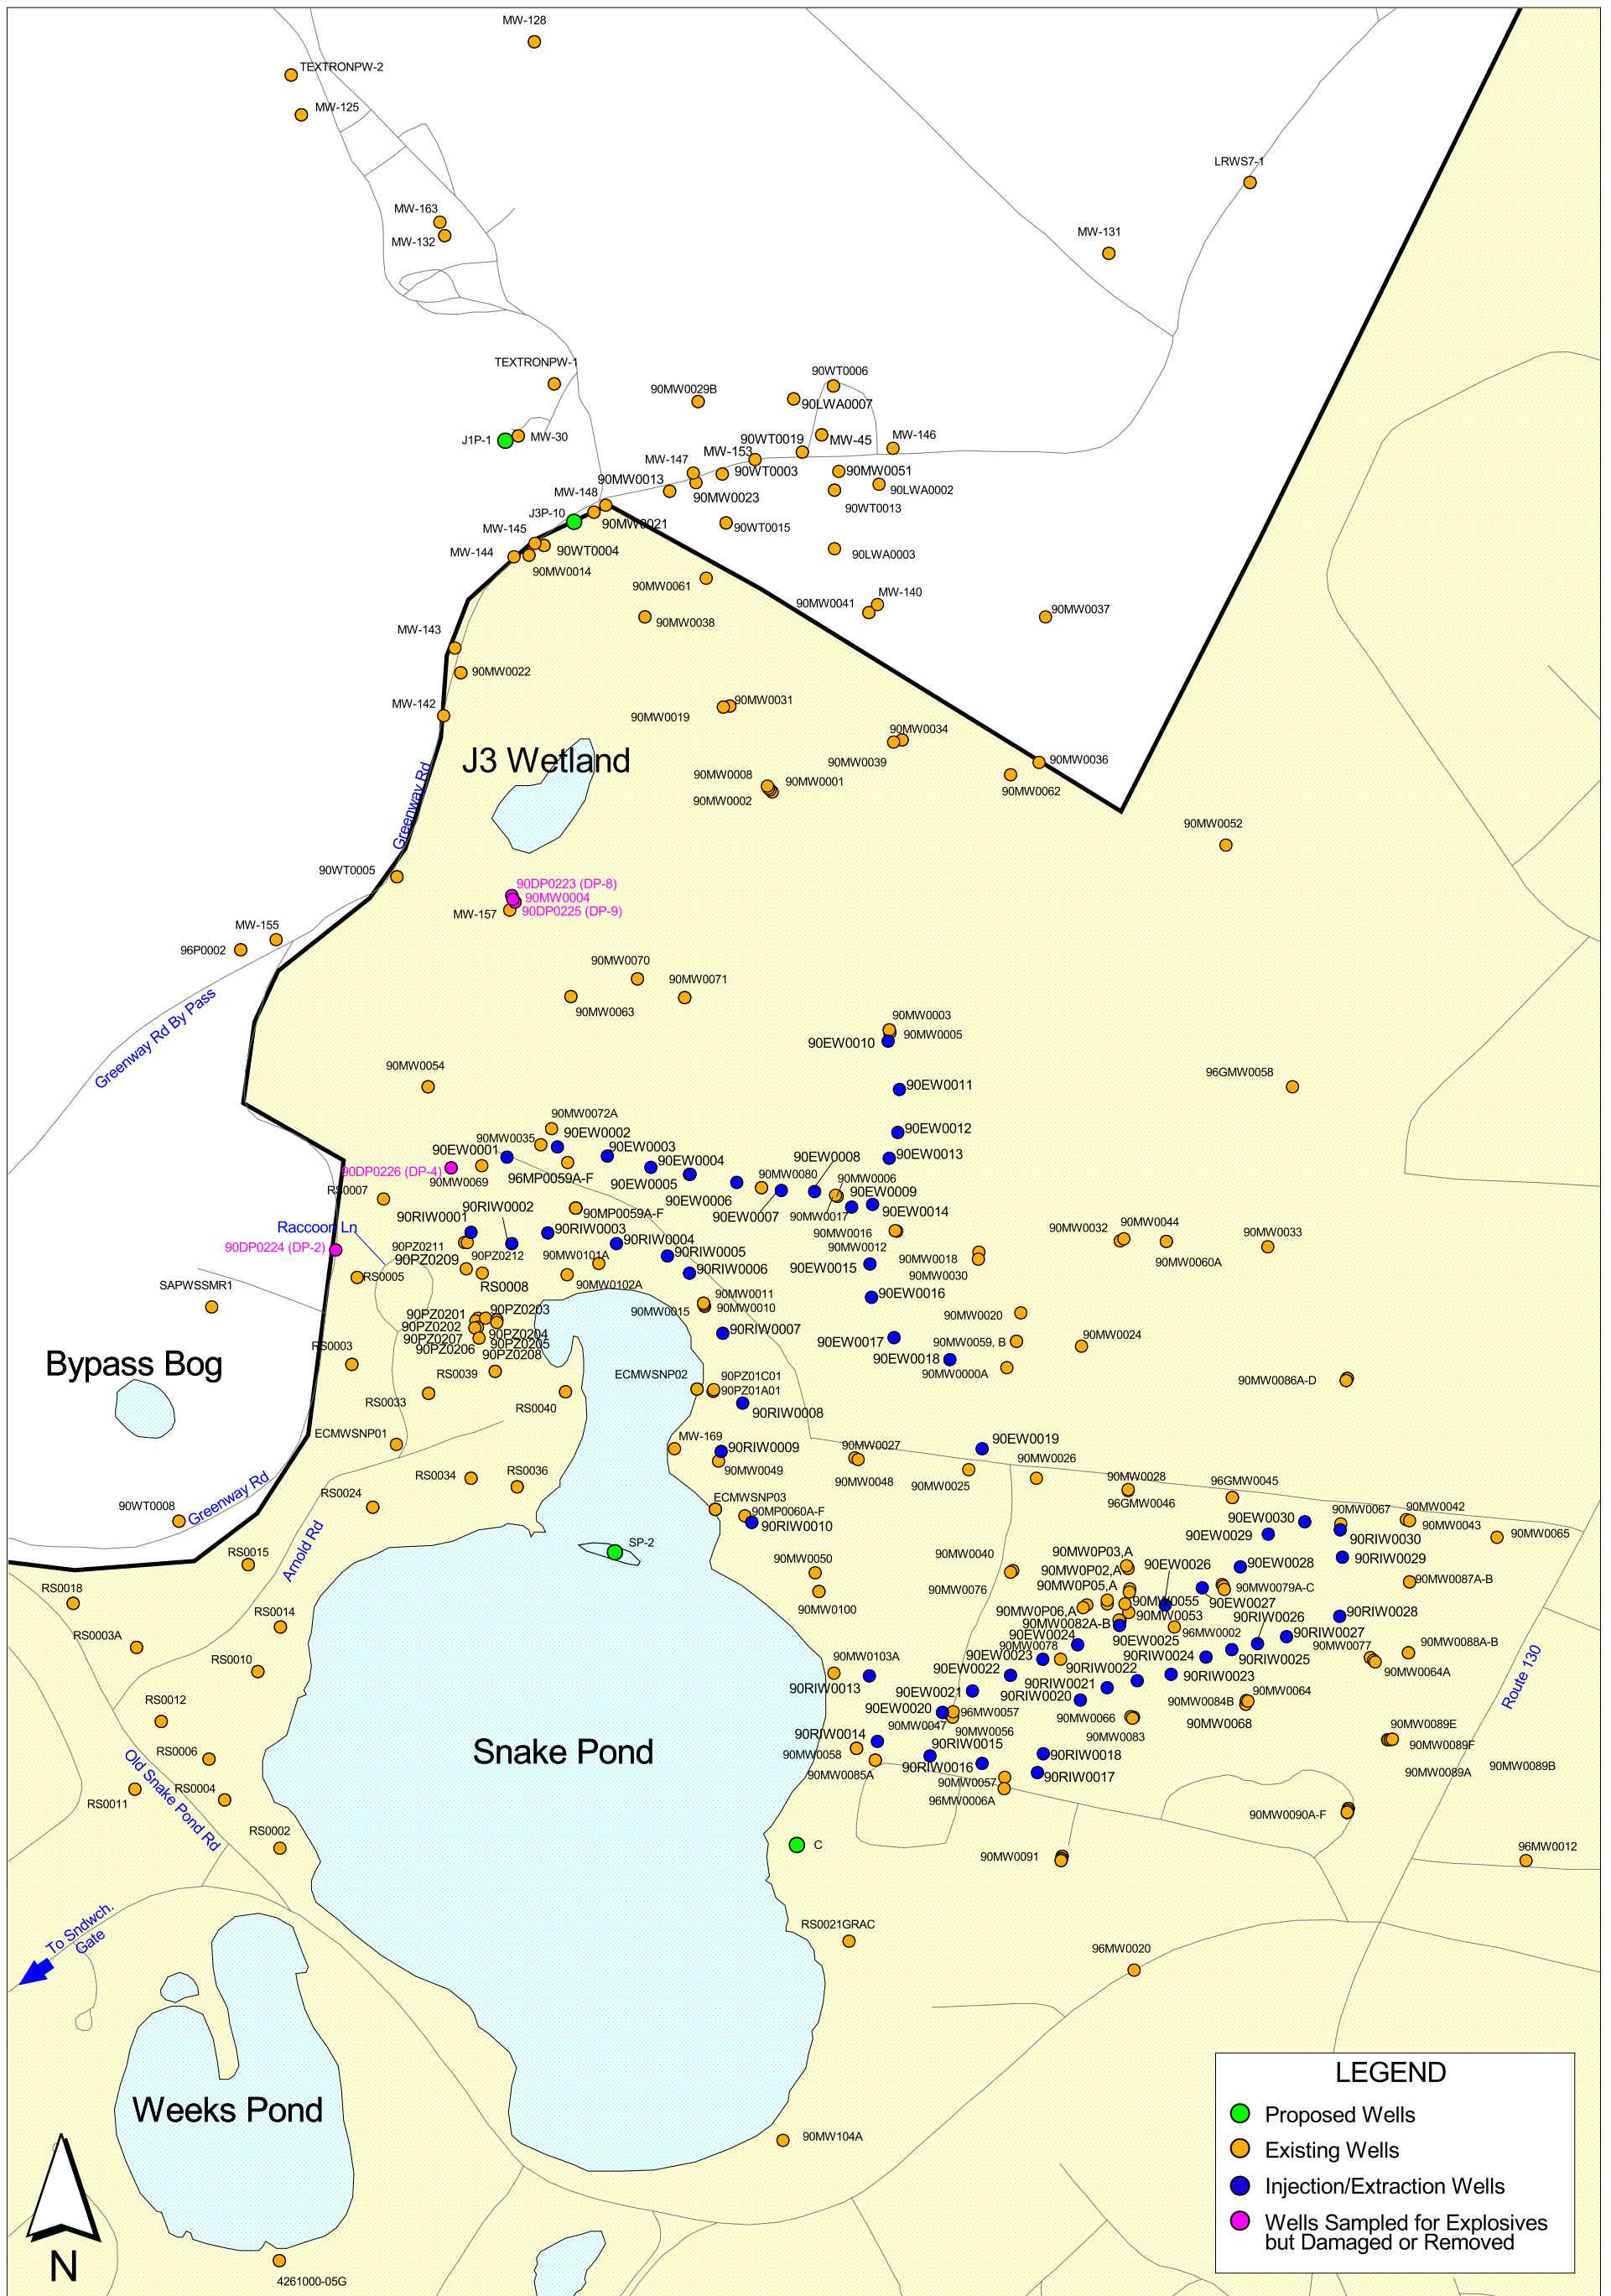 MW-128
TEXTRONPW-2
MW-125
LRWS7-1
MW-163
MW-132
MW-131
TEXTRONPW-1
90WT0006
90MW0029B
90LWA0007
J1P-1
MW-30
90WT0019
MW-45
MW-146
MW-153
MW-147
90WT0003
90MW0051
90MW0013
90MW0023
90LWA0002
MW-148
90WT0013
J3P-10
90MW0021
90WT0015
MW-145
MW-144
90WT0004
90LWA0003
90MW0014
90MW0061
MW-140
90MW0041
90MW0037
90MW0038
MW-143
90MW0022
90MW0031
MW-142
90MW0019
90MW0034
J3 Wetland
90MW0039
90MW0036
90MW0008
90MW0001
90MW0062
90MW0002
Greenway Rd
90MW0052
90WT0005
90DP0223 (DP-8)
90MW0004
MW-157
90DP0225 (DP-9)
MW-155
96P0002
90MW0070
90MW0071
90MW0063
Greenway Rd By Pass
90MW0003
90MW0005
90EW0010
90MW0054
90EW0011
96GMW0058
90MW0072A
90EW0012
90MW0035
90EW0002
90EW0001
90EW0003
90EW0008
90EW0013
90DP0226 (DP-4)
90EW0004
90MW0069
96MP0059A-F
90EW0005
90MW0080
90MW0006
RS0007
90EW0006
90EW0009
90RIW0002
90MP0059A-F
90EW0007
90MW0017
90EW0014
90RIW0001
Raccoon Ln
90RIW0003
90MW0016
90MW0032
90MW0044
90MW0033
90DP0224 (DP-2)
90PZ0211
90RIW0004
90MW0012
90PZ0212
90MW0101A
90RIW0005
90MW0018
90MW0060A
90PZ0209
90EW0015
90RIW0006
90MW0030
RS0005
RS0008
90MW0102A
SAPWSSMR1
90MW0011
90EW0016
90MW0015
90MW0010
90MW0020
90PZ0201
90PZ0203
90PZ0202
90PZ0204
90RIW0007
90PZ0207
90PZ0205
90EW0017
90MW0059, B
90MW0024
90PZ0206
90PZ0208
RS0003
Bypass Bog
90EW0018
RS0039
ECMWSNP02
90PZ01C01
90MW0000A
90MW0086A-D
90PZ01A01
RS0033
RS0040
90RIW0008
ECMWSNP01
MW-169
90RIW0009
90MW0027
90EW0019
90MW0049
90MW0026
RS0034
RS0036
90MW0048
90MW0025
90MW0028
96GMW0045
Greenway Rd
RS0024
ECMWSNP03
96GMW0046
90WT0008
90MP0060A-F
90MW0067
90MW0042
90RIW0010
90EW0030
90MW0043
90EW0029
90RIW0030
90MW0065
SP-2
RS0015
Arnold Rd
90MW0040
90MW0P03,A
90RIW0029
90MW0050
90MW0P02,A
90EW0026
90EW0028
RS0018
90MW0076
90MW0P05,A
90MW0079A-C
90MW0087A-B
90MW0100
90MW0055
90EW0027
90MW0P06,A
90MW0053
90RIW0028
RS0014
90MW0082A-B
90RIW0026
RS0003A
90EW0024
96MW0002
90RIW0027
90MW0078
90EW0025
90RIW0025
90MW0077
90MW0088A-B
90EW0023
90RIW0024
RS0010
90MW0103A
90EW0022
90RIW0022
90RIW0023
90MW0064A
90RIW0013
90RIW0021
90EW0021
90RIW0020
90MW0064
RS0012
90EW0020
96MW0057
90MW0084B
Route 130
90MW0066
90MW0068
90MW0047
90MW0056
90MW0083
90MW0089E
90RIW0014
90RIW0015
90MW0089F
Snake Pond
90MW0058
90RIW0018
RS0006
90RIW0016
90MW0089A
90MW0089B
90MW0085A
90MW0057
90RIW0017
RS0004
Old Snake Pond Rd
RS0011
96MW0006A
90MW0090A-F
RS0002
C
96MW0012
90MW0091
To Sndwch.
Gate
RS0021GRAC
96MW0020
Weeks Pond
90MW104A
N
4261000-05G
LEGEND
Proposed Wells
Existing Wells
Injection/Extraction Wells
Wells Sampled for Explosives
but Damaged or Removed